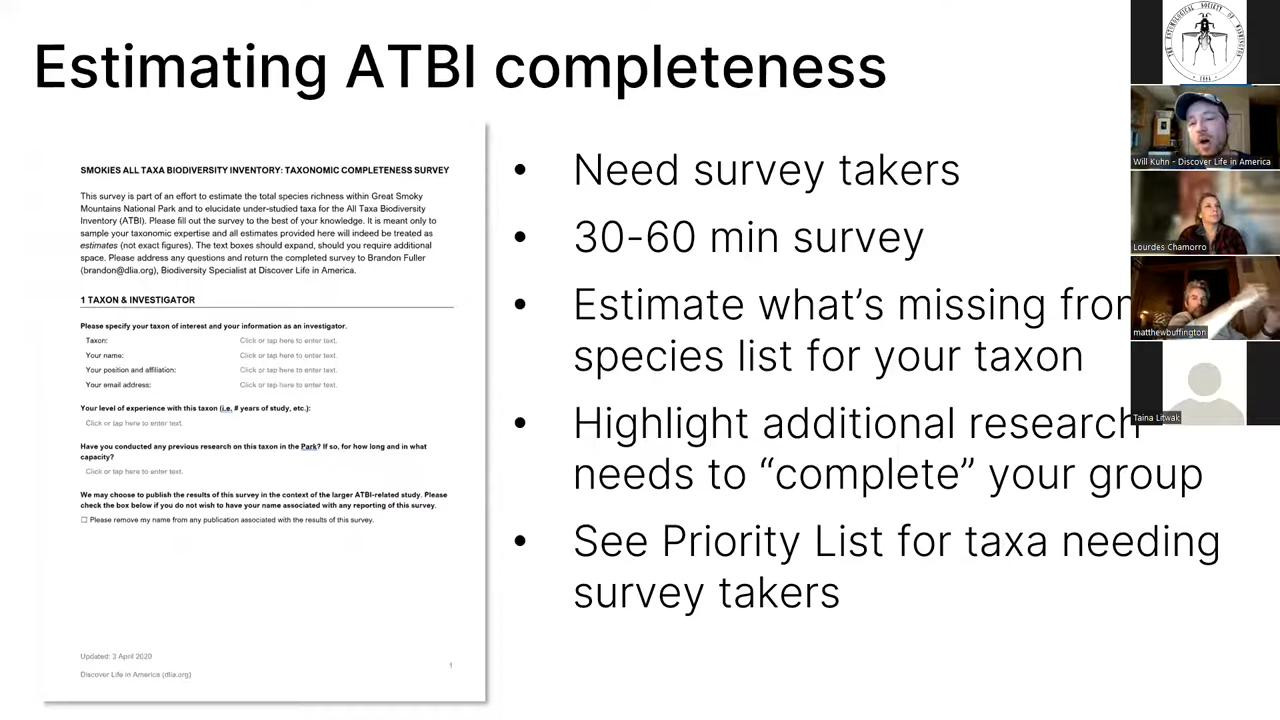 Estimating ATBI completeness
SMOKIES ALL TAXA BIODIVERSITY INVENTORY: TAXONOMIC COMPLETENESS SURVEY
This survey is part of an effort to estimate the total species richness within Great Smoky
Mountains National Park and to elucidate under-studied taxa for the All Taxa Biodiversity
Inventory (ATBI). Please fill out the survey to the best of your knowledge. It is meant only to
sample your taxonomic expertise and all estimates provided here will indeed be treated as
estimates (not exact figures). The text boxes should expand, should you require additional
space. Please address any questions and return the completed survey to Brandon Fuller
(brandon@dlia.org), Biodiversity Specialist at Discover Life in America.
1 TAXON & INVESTIGATOR
Please specify your taxon of interest and your information as an investigator.
Taxon: Click or tap here to enter text.
Your name: Click or tap here to enter text.
Your position and affiliation: Click or tap here to enter text.
Your email address: Click or tap here to enter text.
Your level of experience with this taxon (i.e. # years of study, etc.):
Click or tap here to enter text.
Have you conducted any previous research on this taxon in the Park? If so, for how long and in what
capacity?
Click or tap here to enter text.
We may choose to publish the results of this survey in the context of the larger ATBI-related study. Please
check the box below if you do not wish to have your name associated with any reporting of this survey.
☐ Please remove my name from any publication associated with the results of this survey.
Updated: 3 April 2020
1
Discover Life in America (dlia.org)
• Need survey takers
• 30-60 min survey
• Estimate what's missing from
species list for your taxon
• Highlight additional research
needs to “complete” your group
• See Priority List for taxa needing
survey takers
Will Kuhn - Discover Life in America
Lourdes Chamorro
matthewbuffington
Taina Litwak